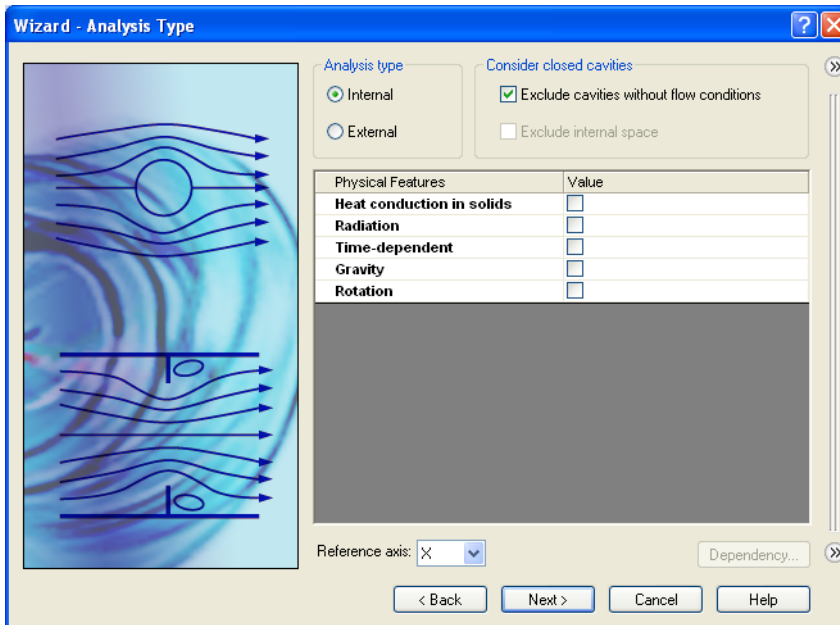 Wizard - Analysis Type
Analysis type
Internal
External
Consider closed cavities
Exclude cavities without flow conditions
Exclude internal space
Physical Features Value
Heat conduction in solids
Radiation
Time-dependent
Gravity
Rotation
Reference axis: X
Dependency...
< Back Next > Cancel Help